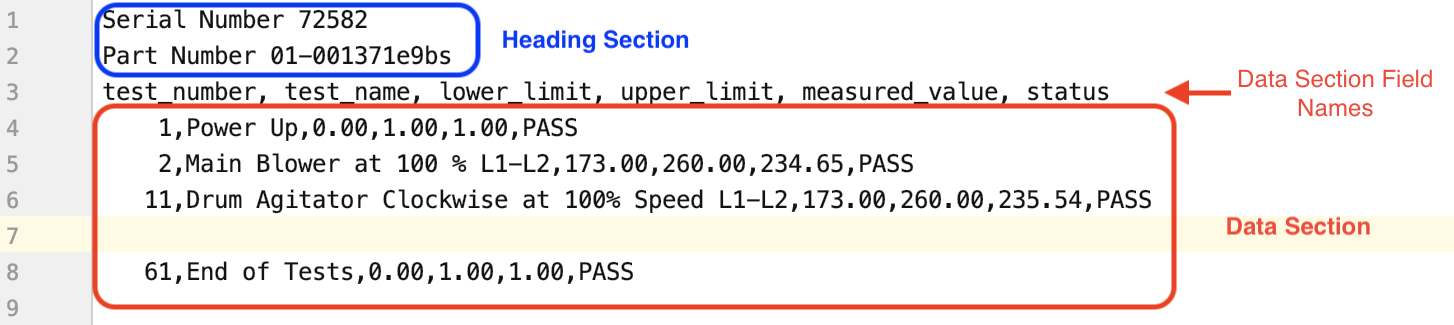 1 Serial Number 72582
Heading Section
2 Part Number 01-001371e9bs
3 test_number, test_name, lower_limit, upper_limit, measured_value, status
Data Section Field
Names
4 1,Power Up,0.00,1.00,1.00,PASS
5 2,Main Blower at 100 % L1-L2,173.00,260.00,234.65,PASS
6 11,Drum Agitator Clockwise at 100% Speed L1-L2,173.00,260.00,235.54,PASS
7
Data Section
8 61,End of Tests,0.00,1.00,1.00,PASS
9